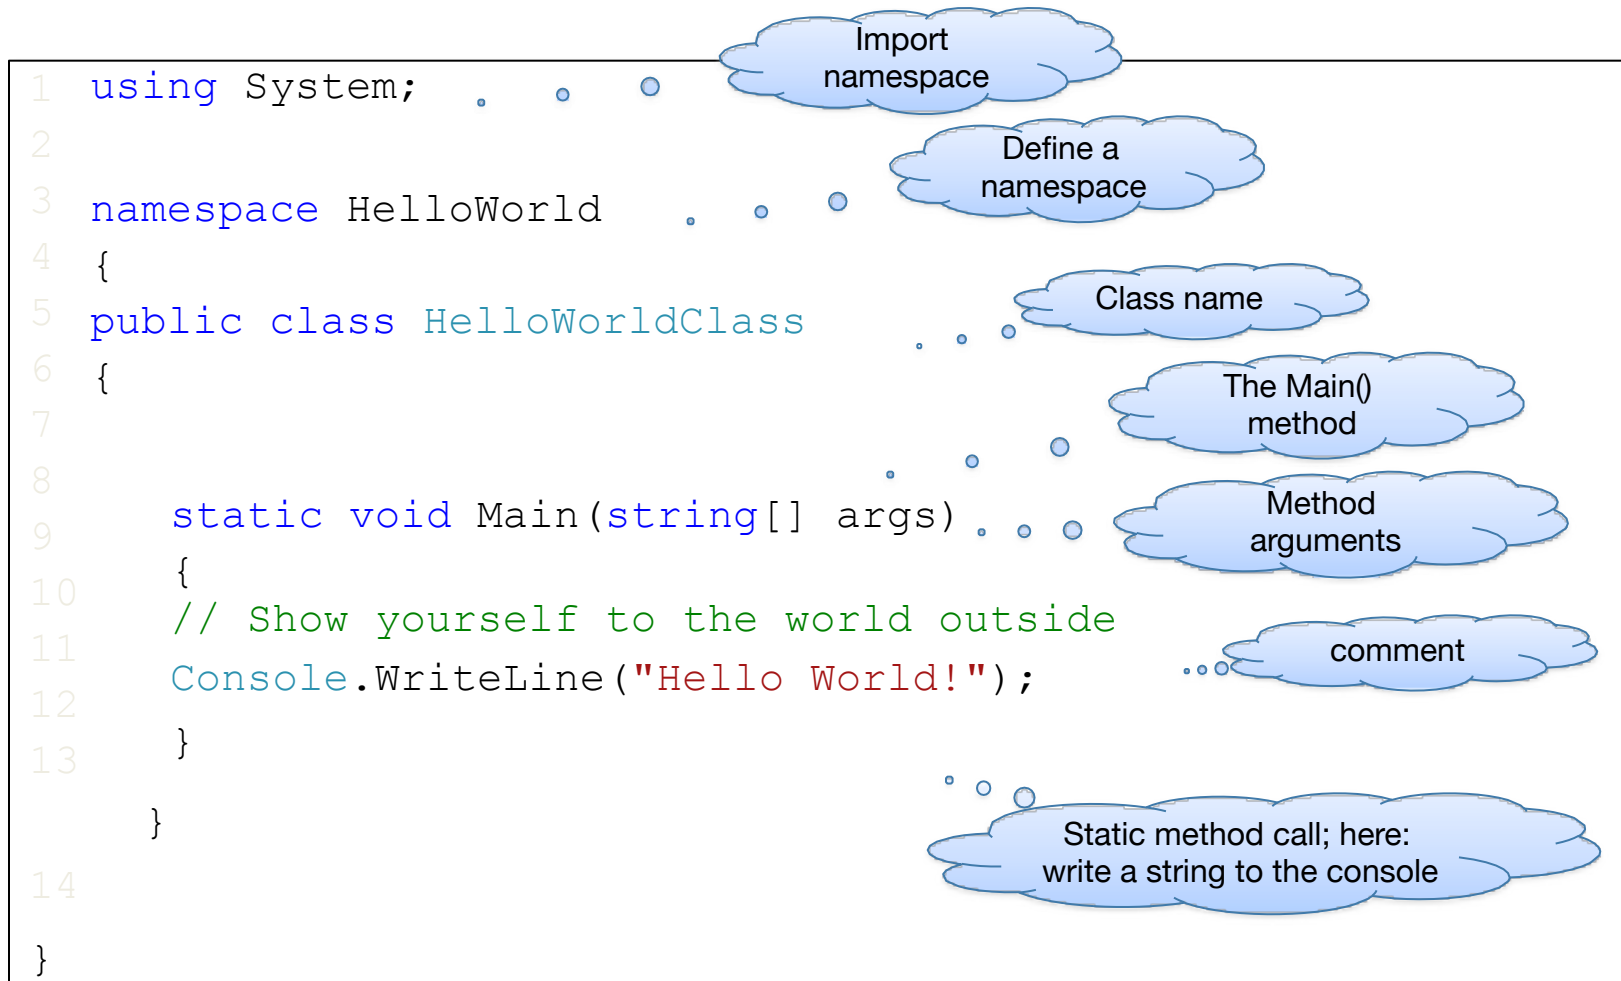 Import
namespace
1 using System;
2
Define a
namespace
3 namespace HelloWorld
4 {
Class name
5 public class HelloWorldClass
6 {
The Main()
method
7
8
static void Main(string[] args)
Method
arguments
9
{
10
// Show yourself to the world outside
11
comment
Console.WriteLine("Hello World!");
12
}
13
}
Static method call; here:
write a string to the console
14
}